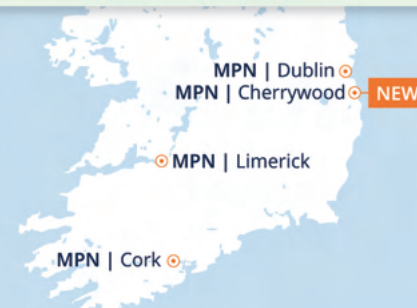 MPN | Dublin
MPN | Cherrywood NEW
MPN | Limerick
MPN | Cork